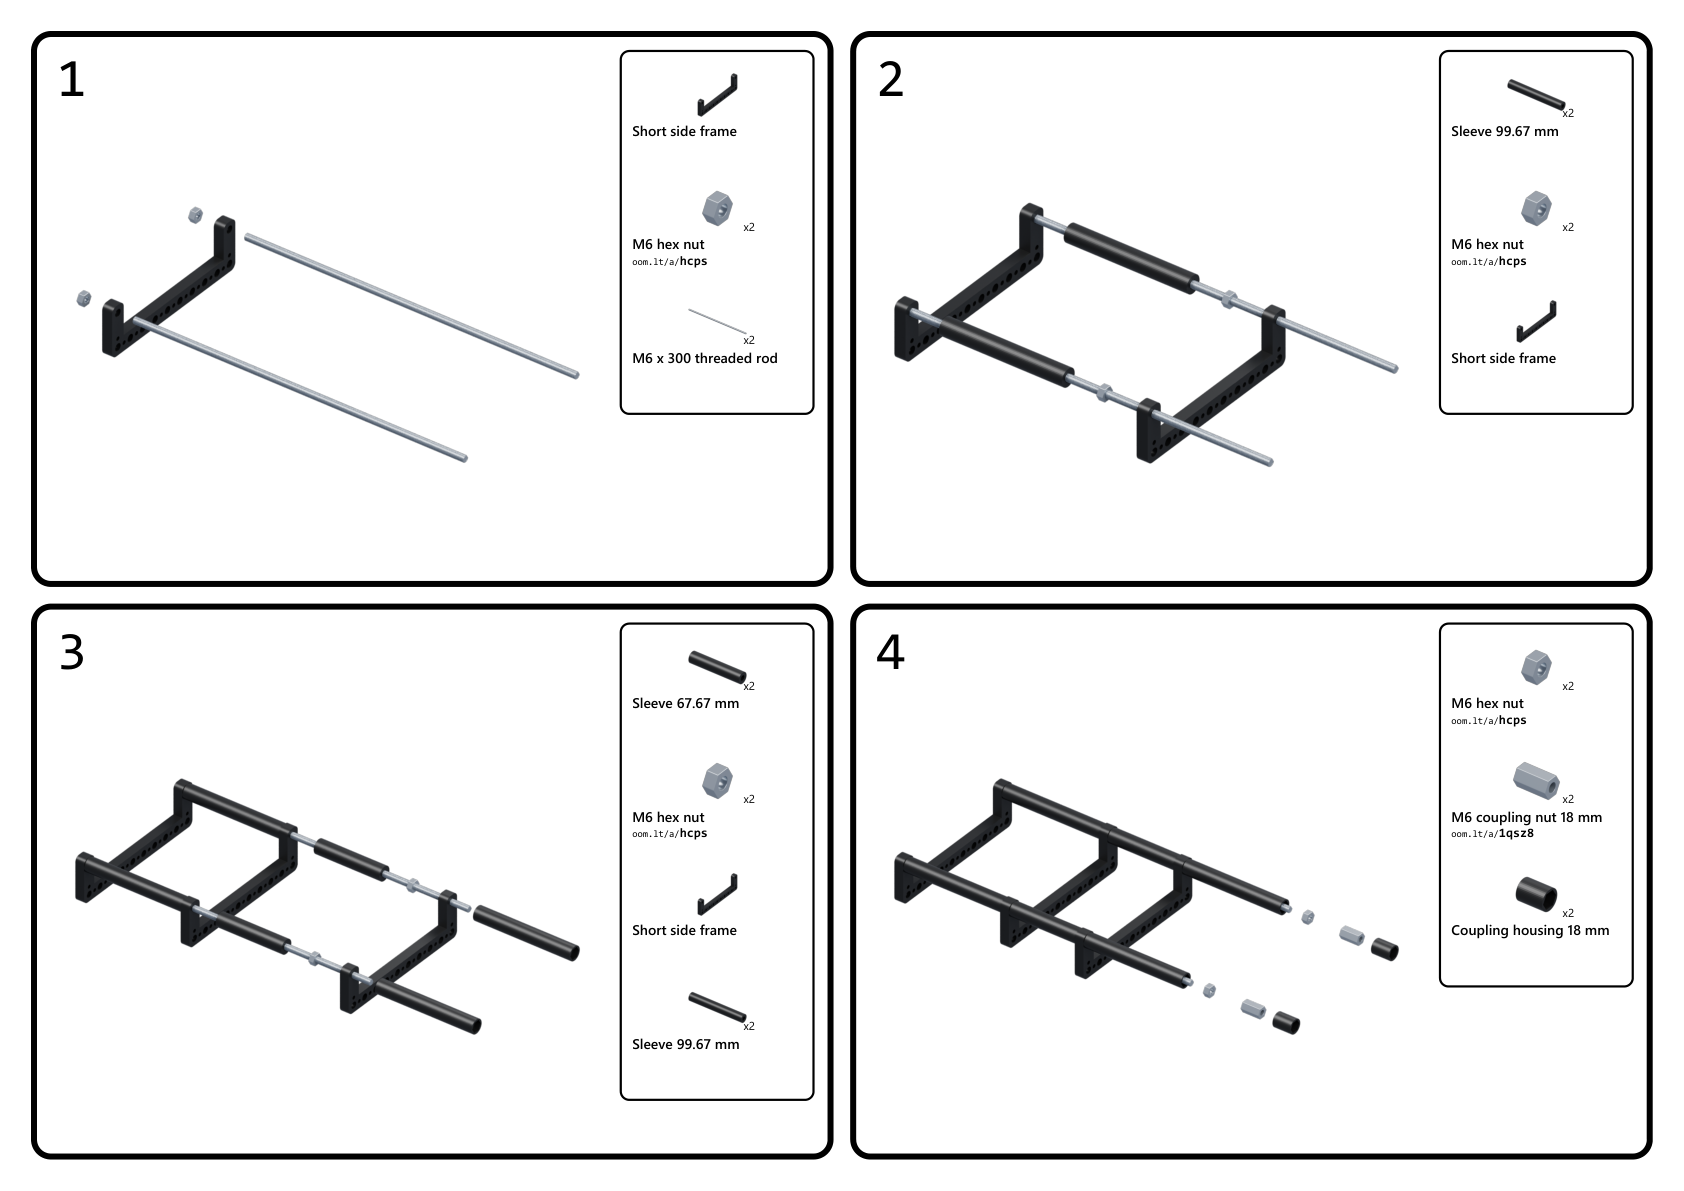 1
Short side frame
x2
M6 hex nut
oom.lt/a/hcps
x2
M6 x 300 threaded rod
2
x2
Sleeve 99.67 mm
x2
M6 hex nut
oom.lt/a/hcps
Short side frame
3
x2
Sleeve 67.67 mm
x2
M6 hex nut
oom.lt/a/hcps
Short side frame
x2
Sleeve 99.67 mm
4
x2
M6 hex nut
oom.lt/a/hcps
x2
M6 coupling nut 18 mm
oom.lt/a/1qsz8
x2
Coupling housing 18 mm